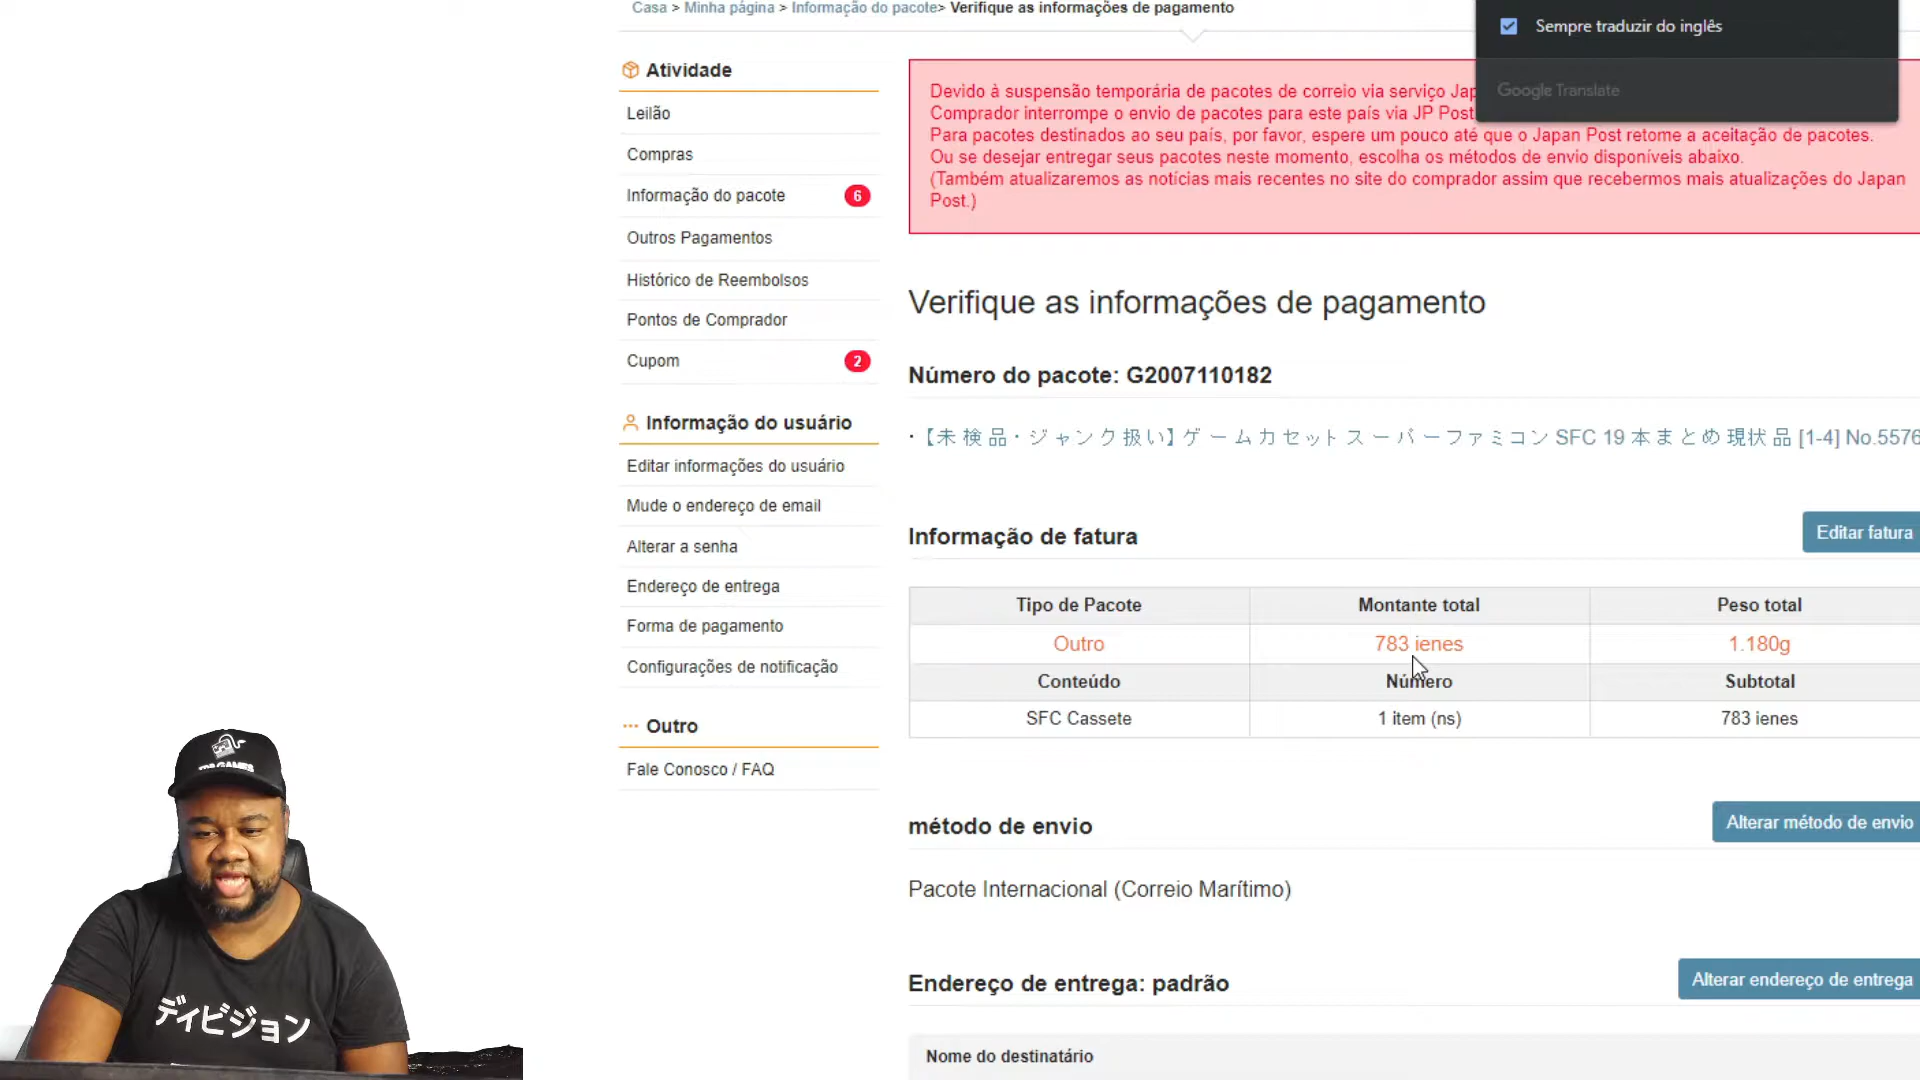 Casa > Minha página > Informação do pacote> Verifique as informações de pagamento
Sempre traduzir do inglês
Google Translate
Atividade
Leilão
Compras
Informação do pacote 6
Outros Pagamentos
Histórico de Reembolsos
Pontos de Comprador
Cupom 2
Informação do usuário
Editar informações do usuário
Mude o endereço de email
Alterar a senha
Endereço de entrega
Forma de pagamento
Configurações de notificação
Outro
Fale Conosco / FAQ
Devido à suspensão temporária de pacotes de correio via serviço Jap
Comprador interrompe o envio de pacotes para este país via JP Post
Para pacotes destinados ao seu país, por favor, espere um pouco até que o Japan Post retome a aceitação de pacotes.
Ou se desejar entregar seus pacotes neste momento, escolha os métodos de envio disponíveis abaixo.
(Também atualizaremos as notícias mais recentes no site do comprador assim que recebermos mais atualizações do Japan
Post.)
Verifique as informações de pagamento
Número do pacote: G2007110182
・【未検品・ジャンク扱い】ゲームカセットスーパーファミコン SFC 19本まとめ現状品 [1-4] No.5576
Informação de fatura
Editar fatura
Tipo de Pacote Montante total Peso total
Outro 783 ienes 1.180g
Conteúdo Número Subtotal
SFC Cassete 1 item (ns) 783 ienes
método de envio
Alterar método de envio
Pacote Internacional (Correio Marítimo)
Endereço de entrega: padrão
Alterar endereço de entrega
Nome do destinatário
ディビジョン